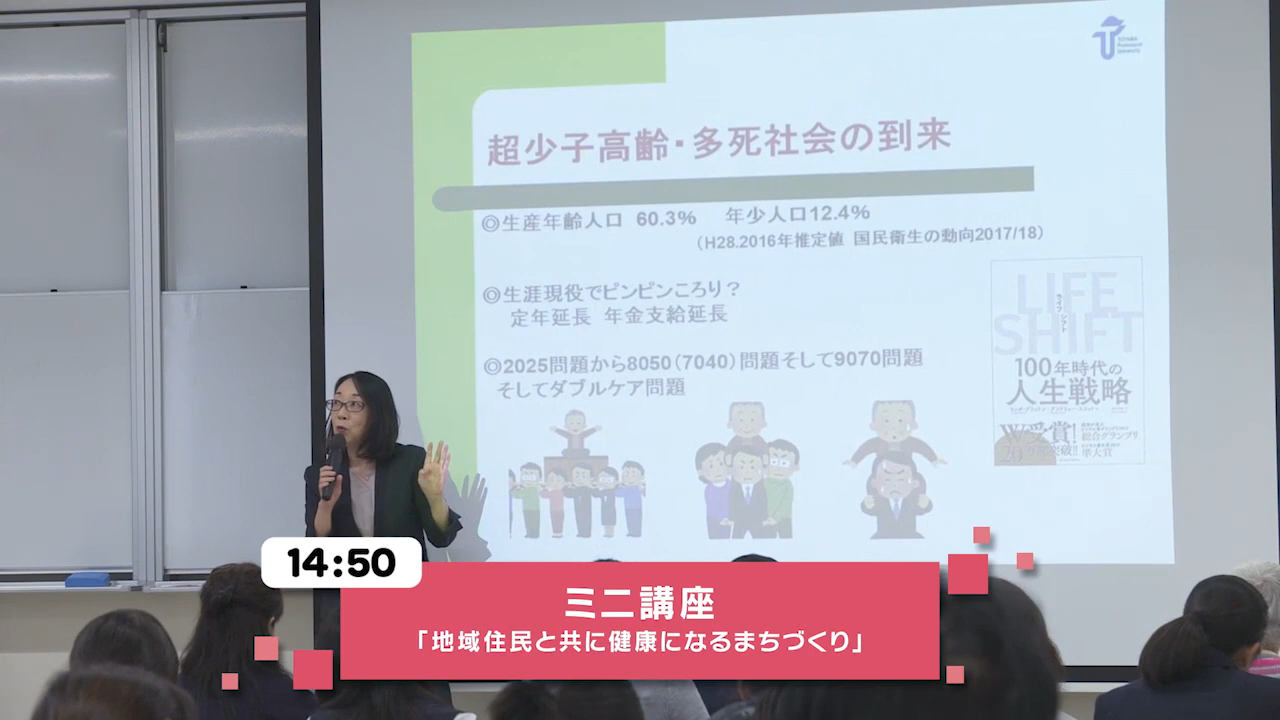 超少子高齢・多死社会の到来
◎生産年齢人口 60.3% 年少人口12.4%
（H28.2016年推定値 国民衛生の動向2017/18）
◎生涯現役でピンピンころり？
定年延長 年金支給延長
◎2025問題から8050（7040）問題そして9070問題
そしてダブルケア問題
LIFE
SHIFT
ライフ シフト
100年時代の
人生戦略
W受賞!
総合グランプリ
準大賞
14:50
ミニ講座
「地域住民と共に健康になるまちづくり」